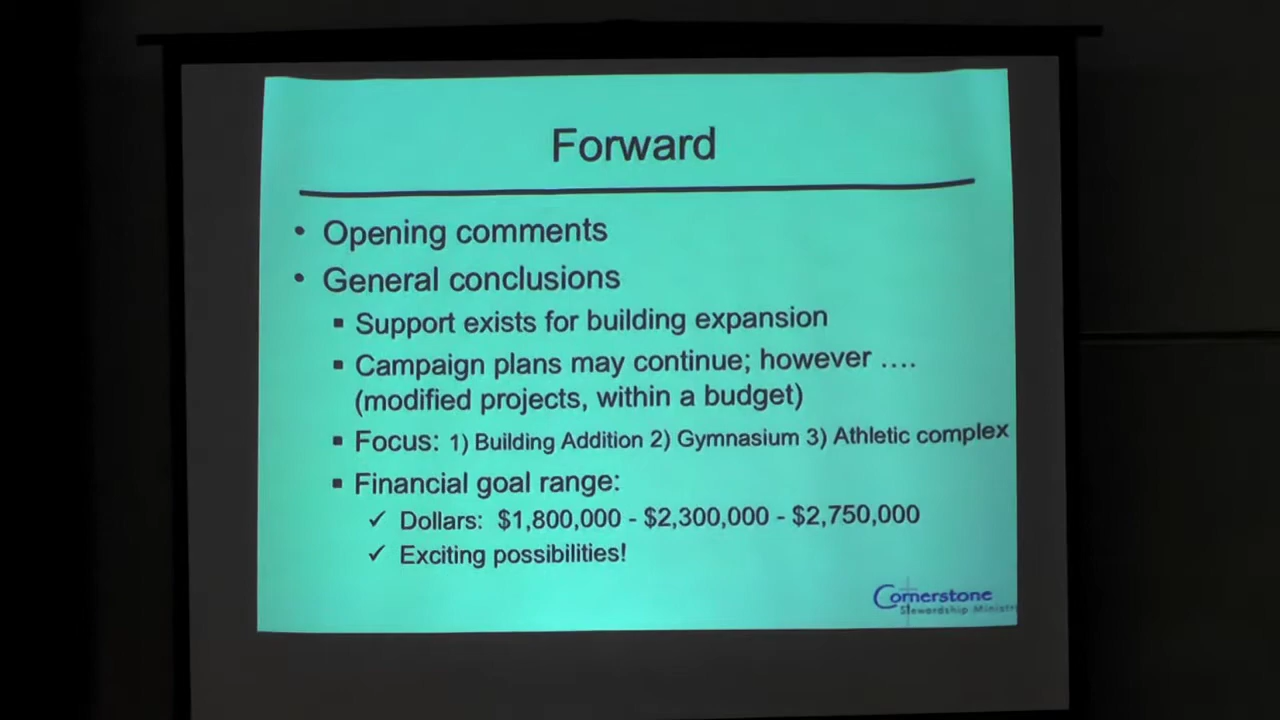 Forward
• Opening comments
• General conclusions
▪ Support exists for building expansion
▪ Campaign plans may continue; however ....
(modified projects, within a budget)
▪ Focus: 1) Building Addition 2) Gymnasium 3) Athletic complex
▪ Financial goal range:
✓ Dollars: $1,800,000 - $2,300,000 - $2,750,000
✓ Exciting possibilities!
Cornerstone
Stewardship Ministr